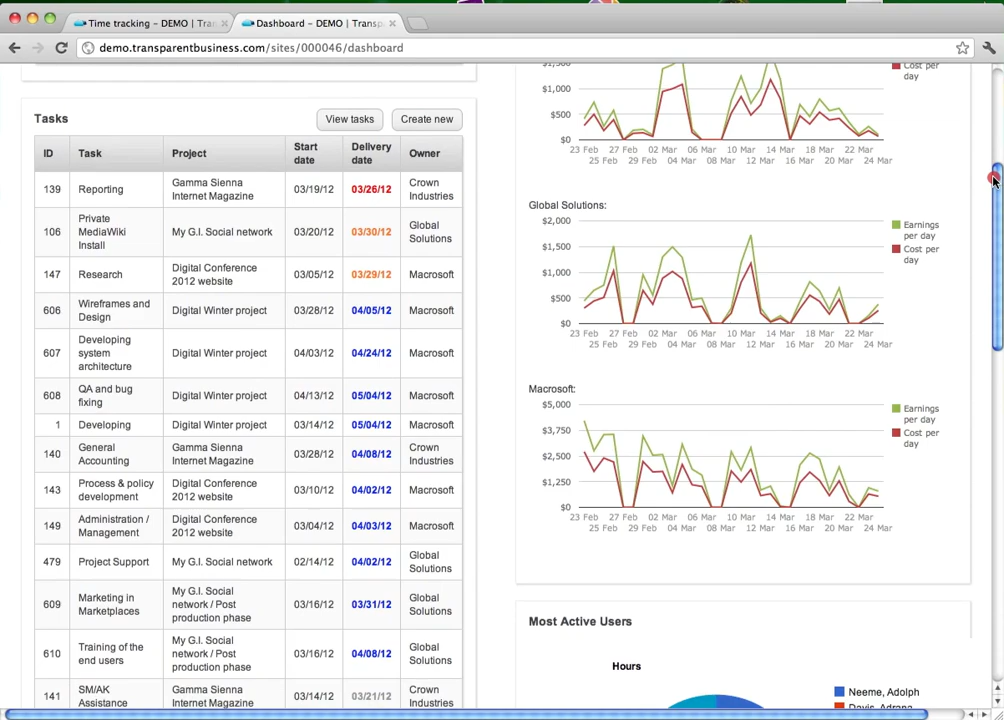 Time tracking - DEMO | Tran
Dashboard - DEMO | Transp
demo.transparentbusiness.com/sites/000046/dashboard
Tasks
View tasks
Create new
ID Task Project Start date Delivery date Owner
139 Reporting Gamma Sienna Internet Magazine 03/19/12 03/26/12 Crown Industries
106 Private MediaWiki Install My G.I. Social network 03/20/12 03/30/12 Global Solutions
147 Research Digital Conference 2012 website 03/05/12 03/29/12 Macrosoft
606 Wireframes and Design Digital Winter project 03/28/12 04/05/12 Macrosoft
607 Developing system architecture Digital Winter project 04/03/12 04/24/12 Macrosoft
608 QA and bug fixing Digital Winter project 04/13/12 05/04/12 Macrosoft
1 Developing Digital Winter project 03/14/12 05/04/12 Macrosoft
140 General Accounting Gamma Sienna Internet Magazine 03/28/12 04/08/12 Crown Industries
143 Process & policy development Digital Conference 2012 website 03/10/12 04/02/12 Macrosoft
149 Administration / Management Digital Conference 2012 website 03/04/12 04/03/12 Macrosoft
479 Project Support My G.I. Social network 02/14/12 04/02/12 Global Solutions
609 Marketing in Marketplaces My G.I. Social network / Post production phase 03/16/12 03/31/12 Global Solutions
610 Training of the end users My G.I. Social network / Post production phase 03/16/12 04/08/12 Global Solutions
141 SM/AK Assistance Gamma Sienna Internet Magazine 03/14/12 03/21/12 Crown Industries
$1,500
$1,000
$500
$0
Cost per day
23 Feb 27 Feb 02 Mar 06 Mar 10 Mar 14 Mar 18 Mar 22 Mar
25 Feb 29 Feb 04 Mar 08 Mar 12 Mar 16 Mar 20 Mar 24 Mar
Global Solutions:
$2,000
$1,500
$1,000
$500
$0
Earnings per day
Cost per day
23 Feb 27 Feb 02 Mar 06 Mar 10 Mar 14 Mar 18 Mar 22 Mar
25 Feb 29 Feb 04 Mar 08 Mar 12 Mar 16 Mar 20 Mar 24 Mar
Macrosoft:
$5,000
$3,750
$2,500
$1,250
$0
Earnings per day
Cost per day
23 Feb 27 Feb 02 Mar 06 Mar 10 Mar 14 Mar 18 Mar 22 Mar
25 Feb 29 Feb 04 Mar 08 Mar 12 Mar 16 Mar 20 Mar 24 Mar
Most Active Users
Hours
Neeme, Adolph
Davis, Adrana